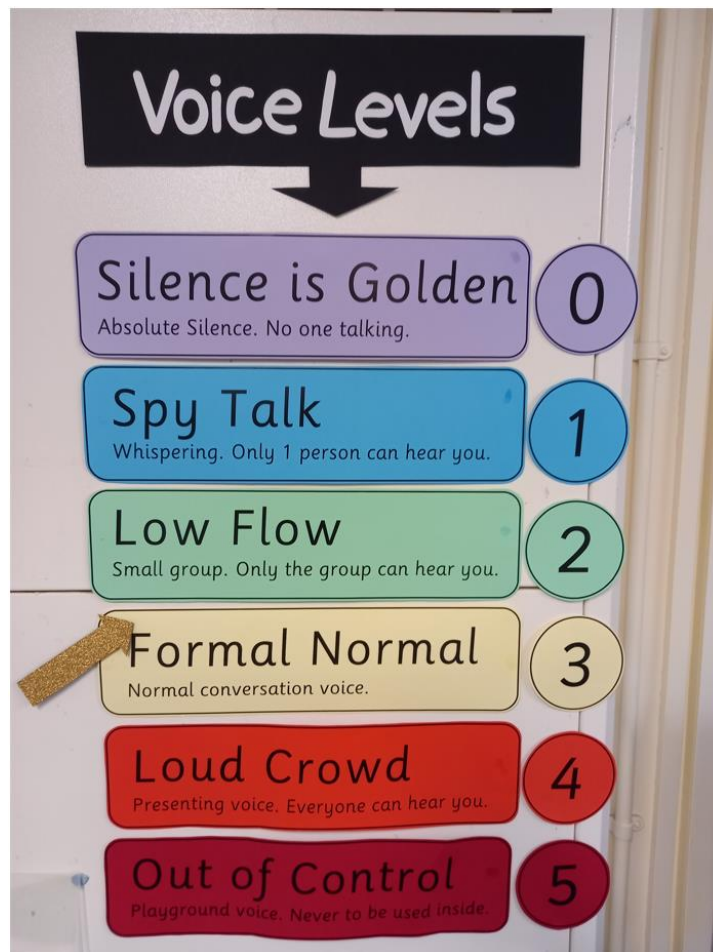 Voice Levels
Silence is Golden
0
Absolute Silence. No one talking.
Spy Talk
1
Whispering. Only 1 person can hear you.
Low Flow
2
Small group. Only the group can hear you.
Formal Normal
3
Normal conversation voice.
Loud Crowd
4
Presenting voice. Everyone can hear you.
Out of Control
5
Playground voice. Never to be used inside.